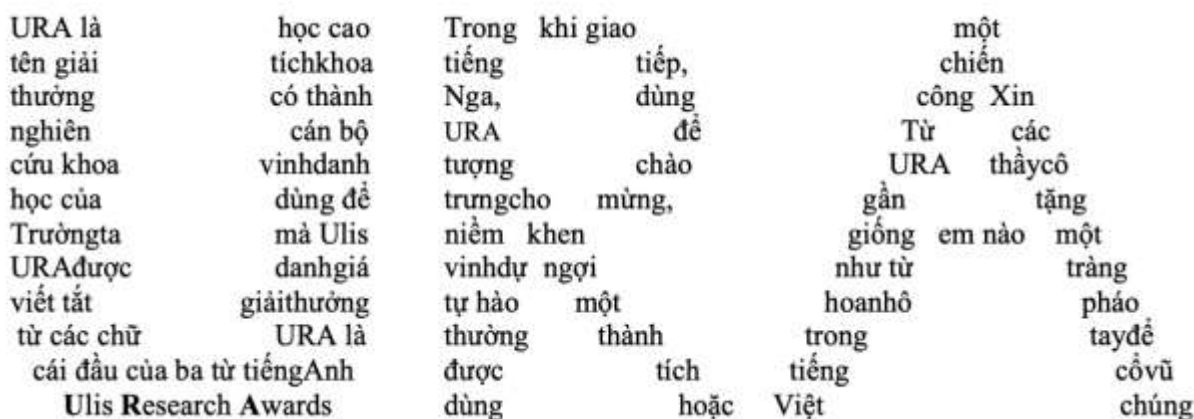 URA là học cao Trong khi giao một
tên giải tíchkhoa tiếng tiếp, chiến
thưởng có thành Nga, dùng công Xin
nghiên cán bộ URA để Từ các
cứu khoa vinhdanh tượng chào URA thầycô
học của dùng để trưngcho mừng, gần tặng
Trườngta mà Ulis niềm khen giống em nào một
URAđược danhgiá vinhdự ngợi như từ tràng
viết tắt giảithưởng tự hào một hoanhô pháo
từ các chữ URA là thường thành trong tayđể
cái đầu của ba từ tiếngAnh được tích tiếng cổvũ
Ulis Research Awards dùng hoặc Việt chúng